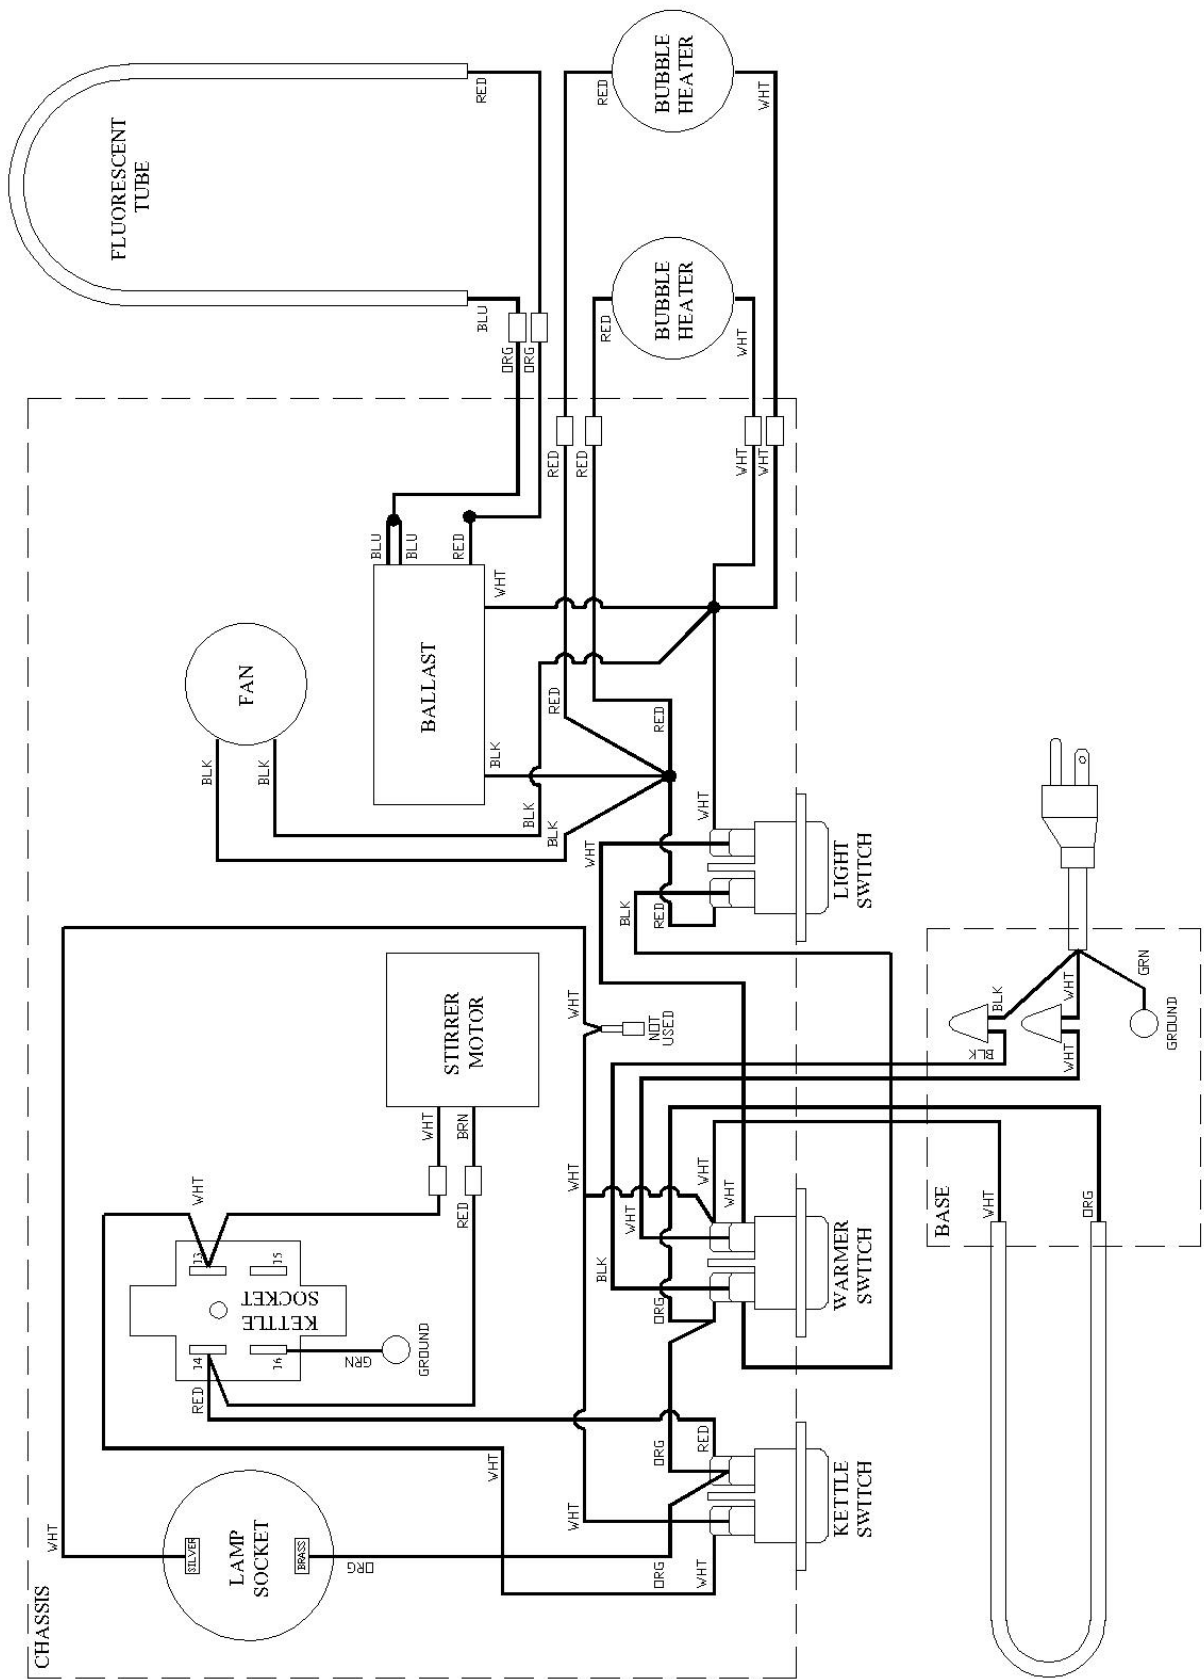 CHASSIS
FLUORESCENT
TUBE
RED
BLU
ORG
ORG
BUBBLE
HEATER
RED
WHT
BUBBLE
HEATER
RED
WHT
RED
RED
WHT
WHT
BLU
BLU
RED
WHT
BALLAST
BLK
FAN
BLK
BLK
BLK
BLK
RED
RED
WHT
WHT
BLK
RED
LIGHT
SWITCH
STIRRER
MOTOR
WHT
BRN
RED
WHT
NOT
USED
WHT
13
15
14
16
KETTLE
SOCKET
GRN
GROUND
RED
WHT
WHT
WHT
WHT
WHT
BLK
ORG
WARMER
SWITCH
ORG
RED
WHT
WHT
ORG
WHT
KETTLE
SWITCH
WHT
SILVER
LAMP
SOCKET
BRASS
ORG
BASE
BLK
BLK
WHT
WHT
GRN
GROUND
WHT
ORG